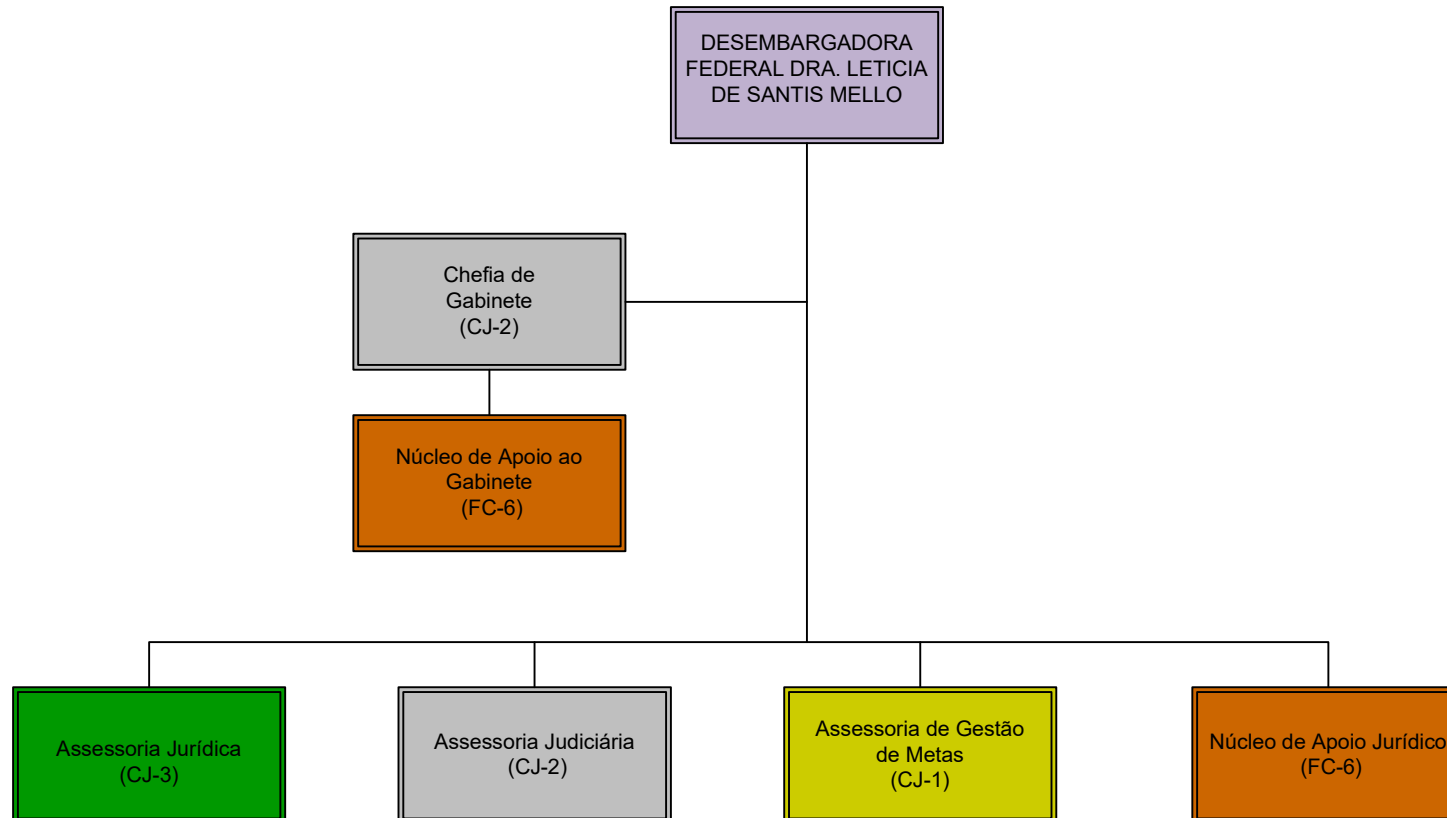 DESEMBARGADORA
FEDERAL DRA. LETICIA
DE SANTIS MELLO
Chefia de
Gabinete
(CJ-2)
Núcleo de Apoio ao
Gabinete
(FC-6)
Assessoria Jurídica
(CJ-3)
Assessoria Judiciária
(CJ-2)
Assessoria de Gestão
de Metas
(CJ-1)
Núcleo de Apoio Jurídico
(FC-6)